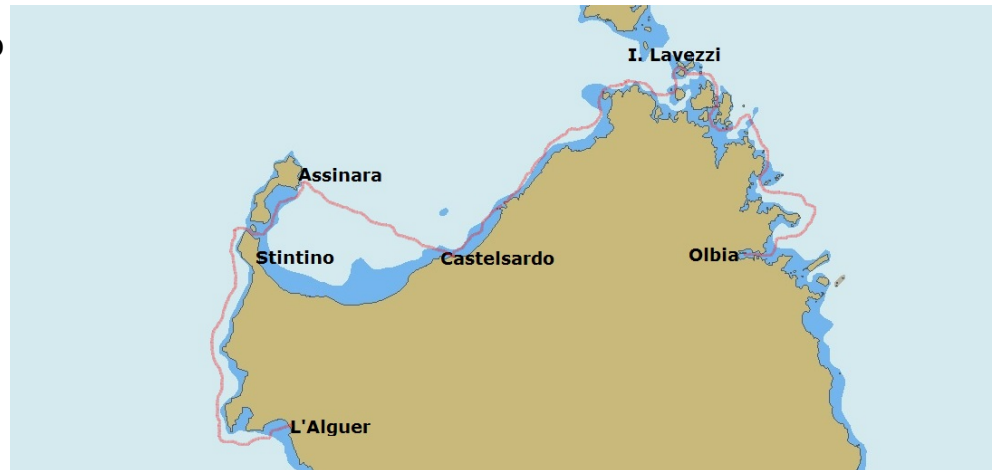 I. Lavezzi
Assinara
Stintino
Castelsardo
Olbia
L'Alguer